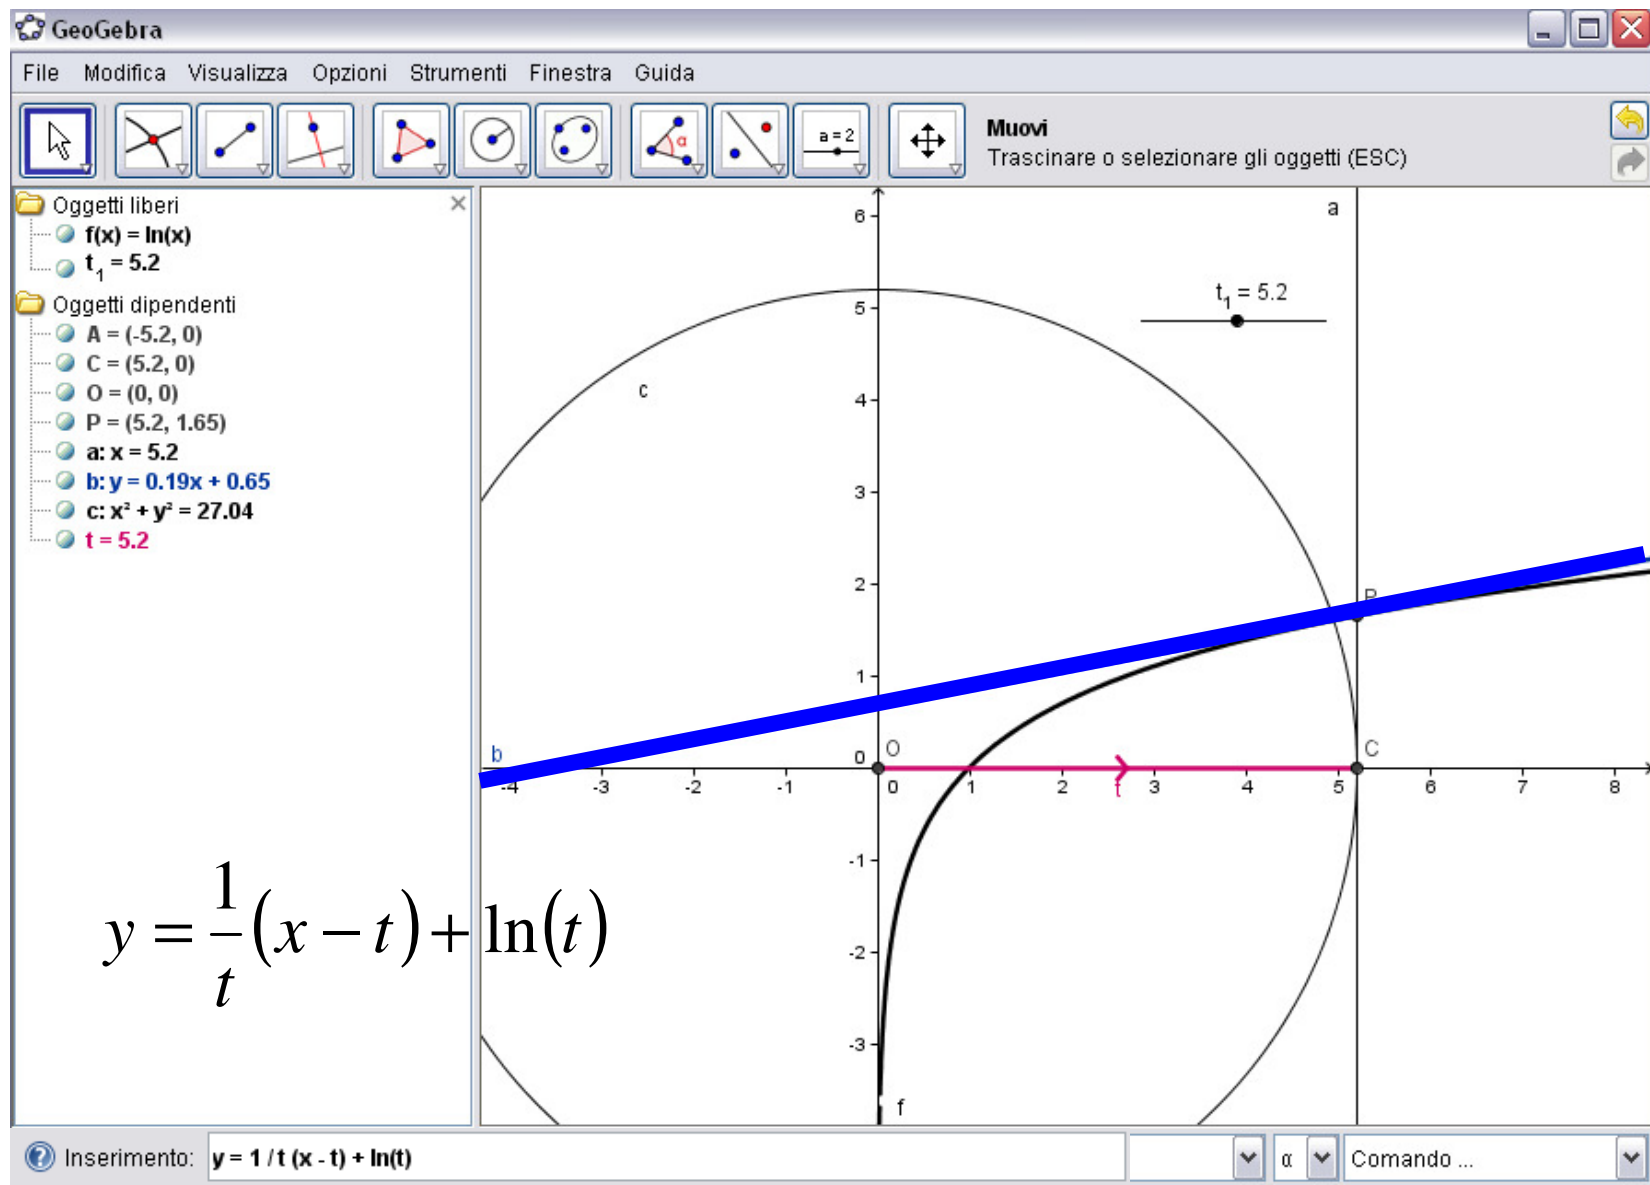 GeoGebra
File Modifica Visualizza Opzioni Strumenti Finestra Guida
α
a = 2
Muovi
Trascinare o selezionare gli oggetti (ESC)
Oggetti liberi
f(x) = ln(x)
t₁ = 5.2
Oggetti dipendenti
A = (-5.2, 0)
C = (5.2, 0)
O = (0, 0)
P = (5.2, 1.65)
a: x = 5.2
b: y = 0.19x + 0.65
c: x² + y² = 27.04
t = 5.2
a
t₁ = 5.2
c
P
b
O
C
t
f
6
5
4
3
2
1
0
-1
-2
-3
-4 -3 -2 -1 0 1 2 3 4 5 6 7 8
y = 1/t (x − t) + ln(t)
Inserimento: y = 1 / t (x - t) + ln(t)
α
Comando ...